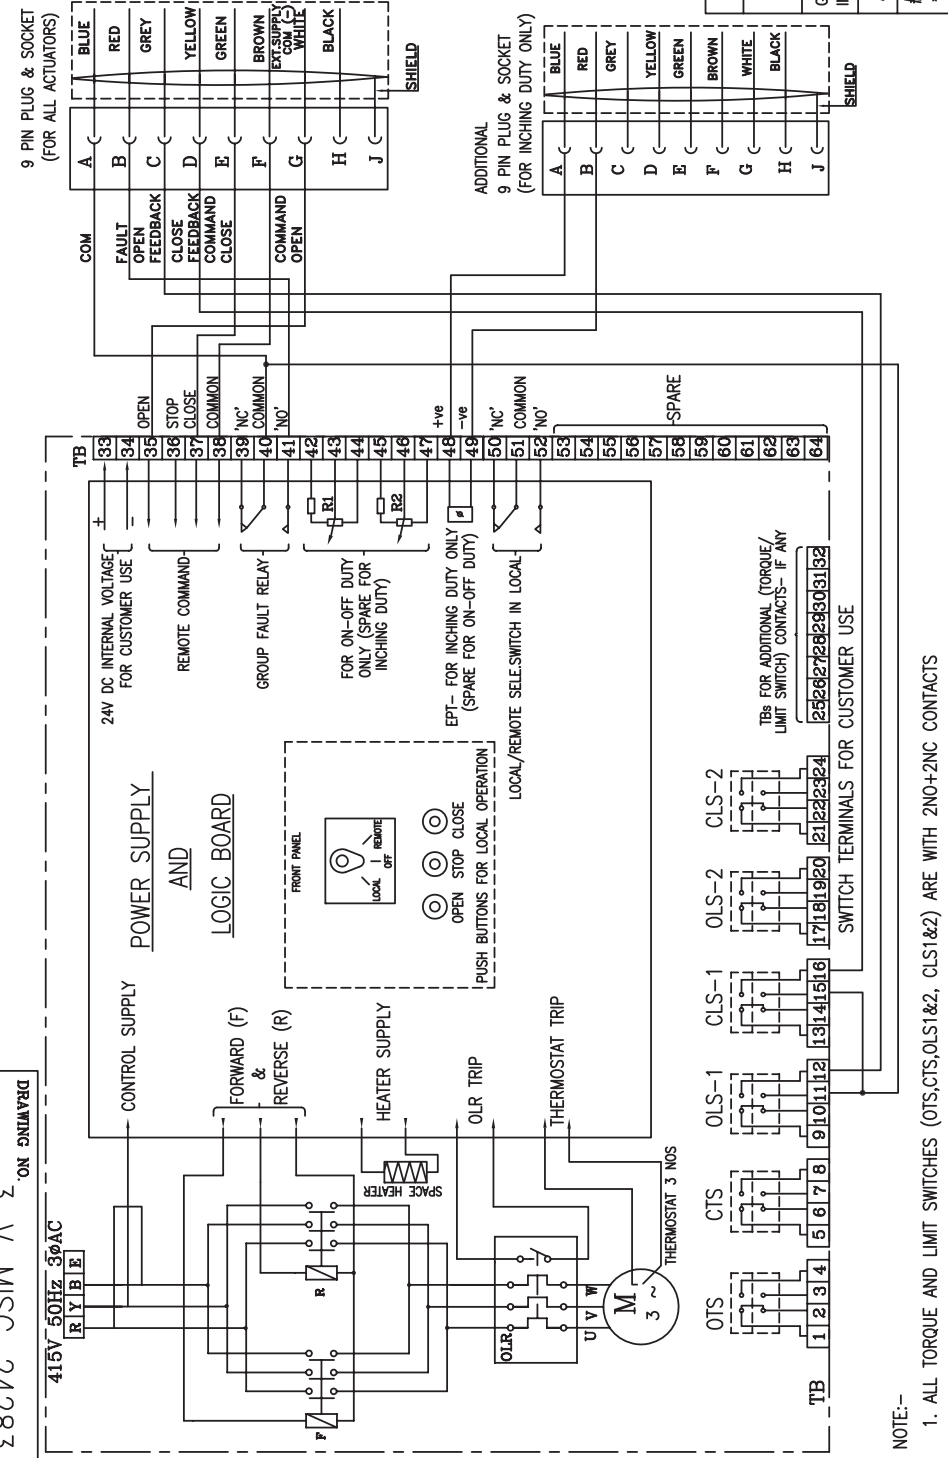 DRAWING NO.
415V 50Hz 3øAC
R Y B E
9 PIN PLUG & SOCKET
(FOR ALL ACTUATORS)
BLUE
RED
GREY
YELLOW
GREEN
BROWN
EXT.SUPPLY
COM (-)
WHITE
BLACK
SHIELD
A
B
C
D
E
F
G
H
J
COM
FAULT
OPEN
FEEDBACK
CLOSE
FEEDBACK
COMMAND
CLOSE
COMMAND
OPEN
ADDITIONAL
9 PIN PLUG & SOCKET
(FOR INCHING DUTY ONLY)
BLUE
RED
GREY
YELLOW
GREEN
BROWN
WHITE
BLACK
SHIELD
A
B
C
D
E
F
G
H
J
OPEN
STOP
CLOSE
COMMON
'NC'
COMMON
'NO'
+ve
-ve
'NC'
COMMON
'NO'
SPARE
TB
33
34
35
36
37
38
39
40
41
42
43
44
45
46
47
48
49
50
51
52
53
54
55
56
57
58
59
60
61
62
63
64
+
-
24V DC INTERNAL VOLTAGE
FOR CUSTOMER USE
REMOTE COMMAND
GROUP FAULT RELAY
R1
R2
FOR ON-OFF DUTY
ONLY (SPARE FOR
INCHING DUTY)
EPT- FOR INCHING DUTY ONLY
(SPARE FOR ON-OFF DUTY)
ø
LOCAL/REMOTE SELE.SWITCH IN LOCAL
POWER SUPPLY
AND
LOGIC BOARD
FRONT PANEL
LOCAL
OFF
REMOTE
OPEN STOP CLOSE
PUSH BUTTONS FOR LOCAL OPERATION
CONTROL SUPPLY
FORWARD (F)
&
REVERSE (R)
HEATER SUPPLY
OLR TRIP
THERMOSTAT TRIP
SPACE HEATER
R
F
OLR
U V W
M
3 ~
THERMOSTAT 3 NOS
OTS
CTS
OLS-1
CLS-1
OLS-2
CLS-2
TBs FOR ADDITIONAL (TORQUE/
LIMIT SWITCH) CONTACTS- IF ANY
TB
1 2 3 4
5 6 7 8
9 10 11 12
13 14 15 16
17 18 19 20
21 22 23 24
25 26 27 28 29 30 31 32
SWTTCH TERMINALS FOR CUSTOMER USE
NOTE:-
1. ALL TORQUE AND LIMIT SWITCHES (OTS,CTS,OLS1&2, CLS1&2) ARE WITH 2NO+2NC CONTACTS